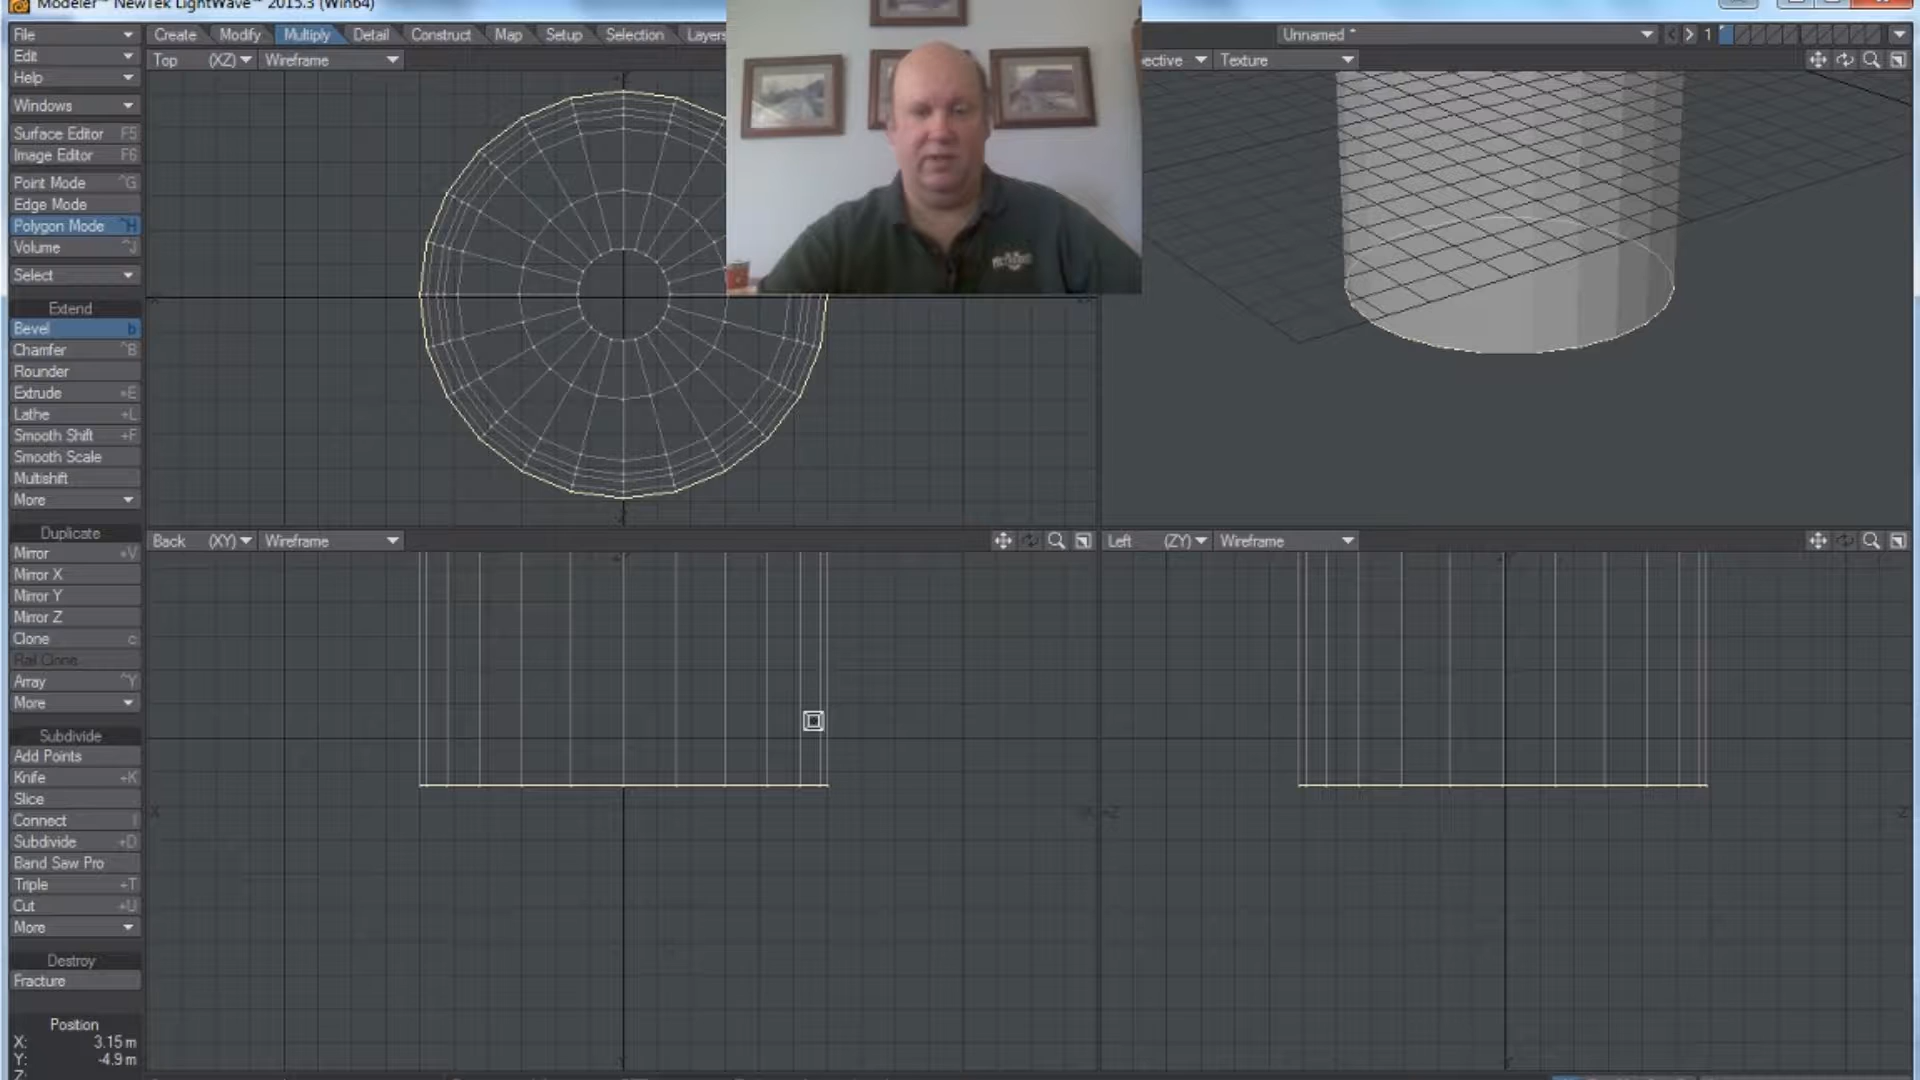 Modeler™ NewTek LightWave™ 2015.3 (Win64)
File
Create Modify Multiply Detail Construct Map Setup Selection Layers
Unnamed *
1
Edit
Help
Top (XZ) Wireframe
ective Texture
Windows
Surface Editor F5
Image Editor F6
Point Mode ^G
Edge Mode
Polygon Mode ^H
Volume ^J
Select
Extend
Bevel b
Chamfer ^B
Rounder
Extrude +E
Lathe +L
Smooth Shift +F
Smooth Scale
Multishift
More
Duplicate
Back (XY) Wireframe
Left (ZY) Wireframe
Mirror +V
Mirror X
Mirror Y
Mirror Z
Clone c
Rail Clone
Array ^Y
More
Subdivide
Add Points
Knife +K
Slice
Connect l
Subdivide +D
Band Saw Pro
Triple +T
Cut +U
More
Destroy
Fracture
Position
X: 3.15 m
Y: -4.9 m
Z: